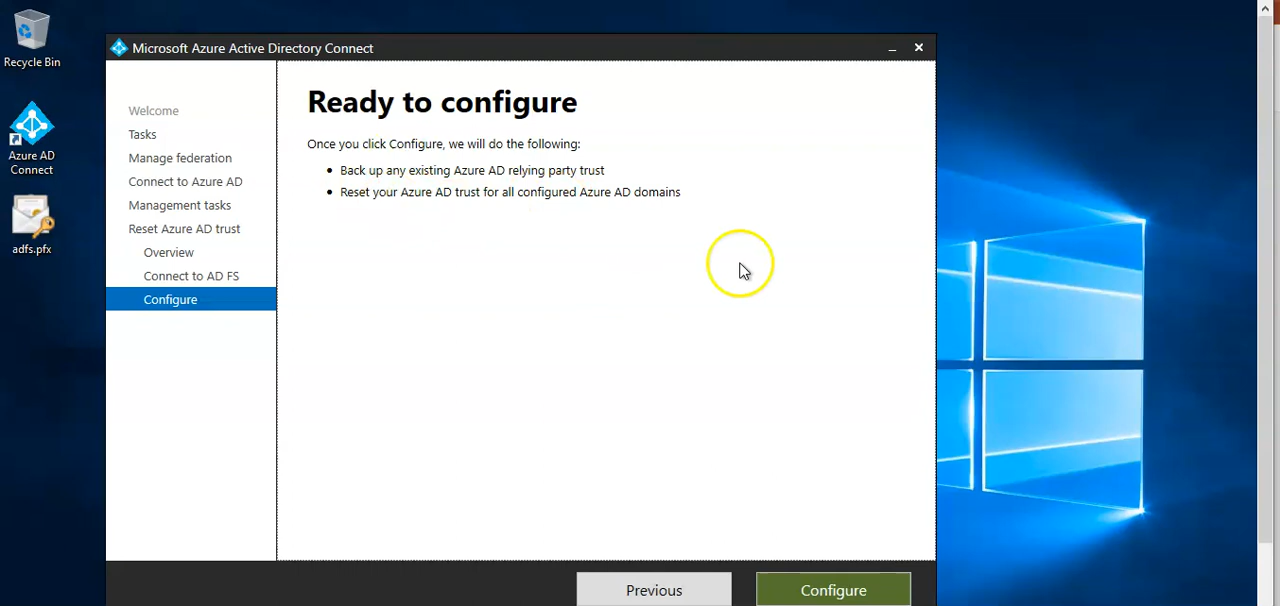 Recycle Bin
Azure AD
Connect
adfs.pfx
Microsoft Azure Active Directory Connect
Welcome
Tasks
Manage federation
Connect to Azure AD
Management tasks
Reset Azure AD trust
Overview
Connect to AD FS
Configure
Ready to configure
Once you click Configure, we will do the following:
• Back up any existing Azure AD relying party trust
• Reset your Azure AD trust for all configured Azure AD domains
Previous
Configure